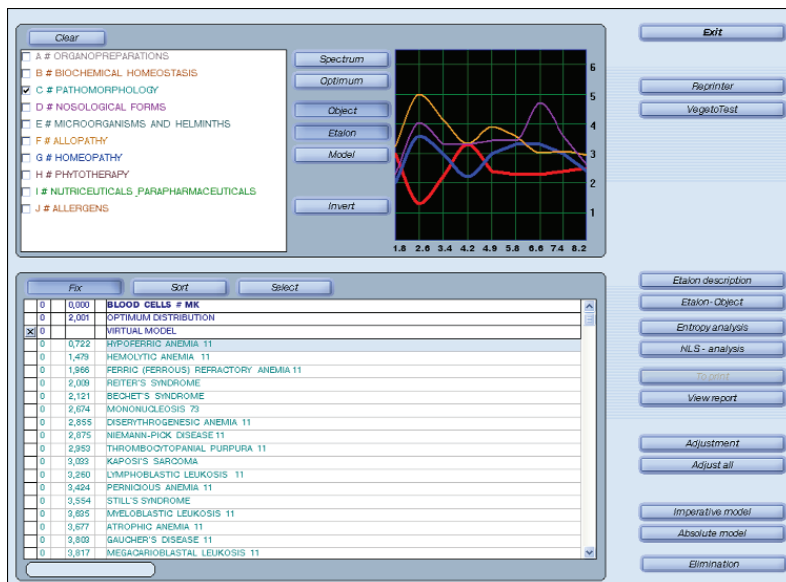 Clear
A # ORGANOPREPARATIONS
B # BIOCHEMICAL HOMEOSTASIS
C # PATHOMORPHOLOGY
D # NOSOLOGICAL FORMS
E # MICROORGANISMS AND HELMINTHS
F # ALLOPATHY
G # HOMEOPATHY
H # PHYTOTHERAPY
I # NUTRICEUTICALS_PARAPHARMACEUTICALS
J # ALLERGENS
Spectrum
Optimum
Object
Etalon
Model
Invert
6
5
4
3
2
1
1.8 2.6 3.4 4.2 4.9 5.8 6.6 7.4 8.2
Exit
Reprinter
VegetoTest
Fix Sort Select
0 0,000 BLOOD CELLS # MK
0 2,001 OPTIMUM DISTRIBUTION
0 VIRTUAL MODEL
0 0,722 HYPOFERRIC ANEMIA 11
0 1,479 HEMOLYTIC ANEMIA 11
0 1,966 FERRIC (FERROUS) REFRACTORY ANEMIA 11
0 2,009 REITER'S SYNDROME
0 2,121 BECHET'S SYNDROME
0 2,674 MONONUCLEOSIS 73
0 2,855 DISERYTHROGENESIC ANEMIA 11
0 2,875 NIEMANN-PICK DISEASE 11
0 2,953 THROMBOCYTOPANIAL PURPURA 11
0 3,093 KAPOSI'S SARCOMA
0 3,260 LYMPHOBLASTIC LEUKOSIS 11
0 3,424 PERNICIOUS ANEMIA 11
0 3,554 STILL'S SYNDROME
0 3,635 MYELOBLASTIC LEUKOSIS 11
0 3,677 ATROPHIC ANEMIA 11
0 3,803 GAUCHER'S DISEASE 11
0 3,817 MEGACARIOBLASTAL LEUKOSIS 11
Etalon description
Etalon-Object
Entropy analysis
NLS - analysis
To print
View report
Adjustment
Adjust all
Imperative model
Absolute model
Elimination